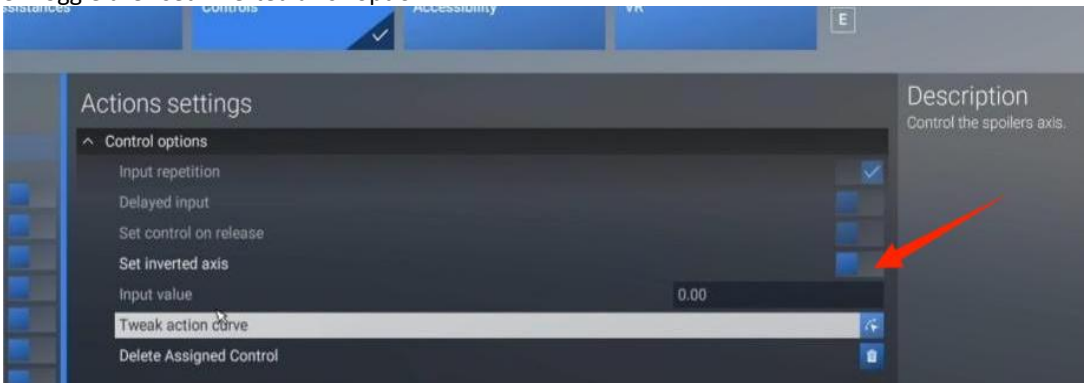 Controls
Accessibility
VR
E
Actions settings
Description
Control the spoilers axis.
Control options
Input repetition
Delayed input
Set control on release
Set inverted axis
Input value 0.00
Tweak action curve
Delete Assigned Control